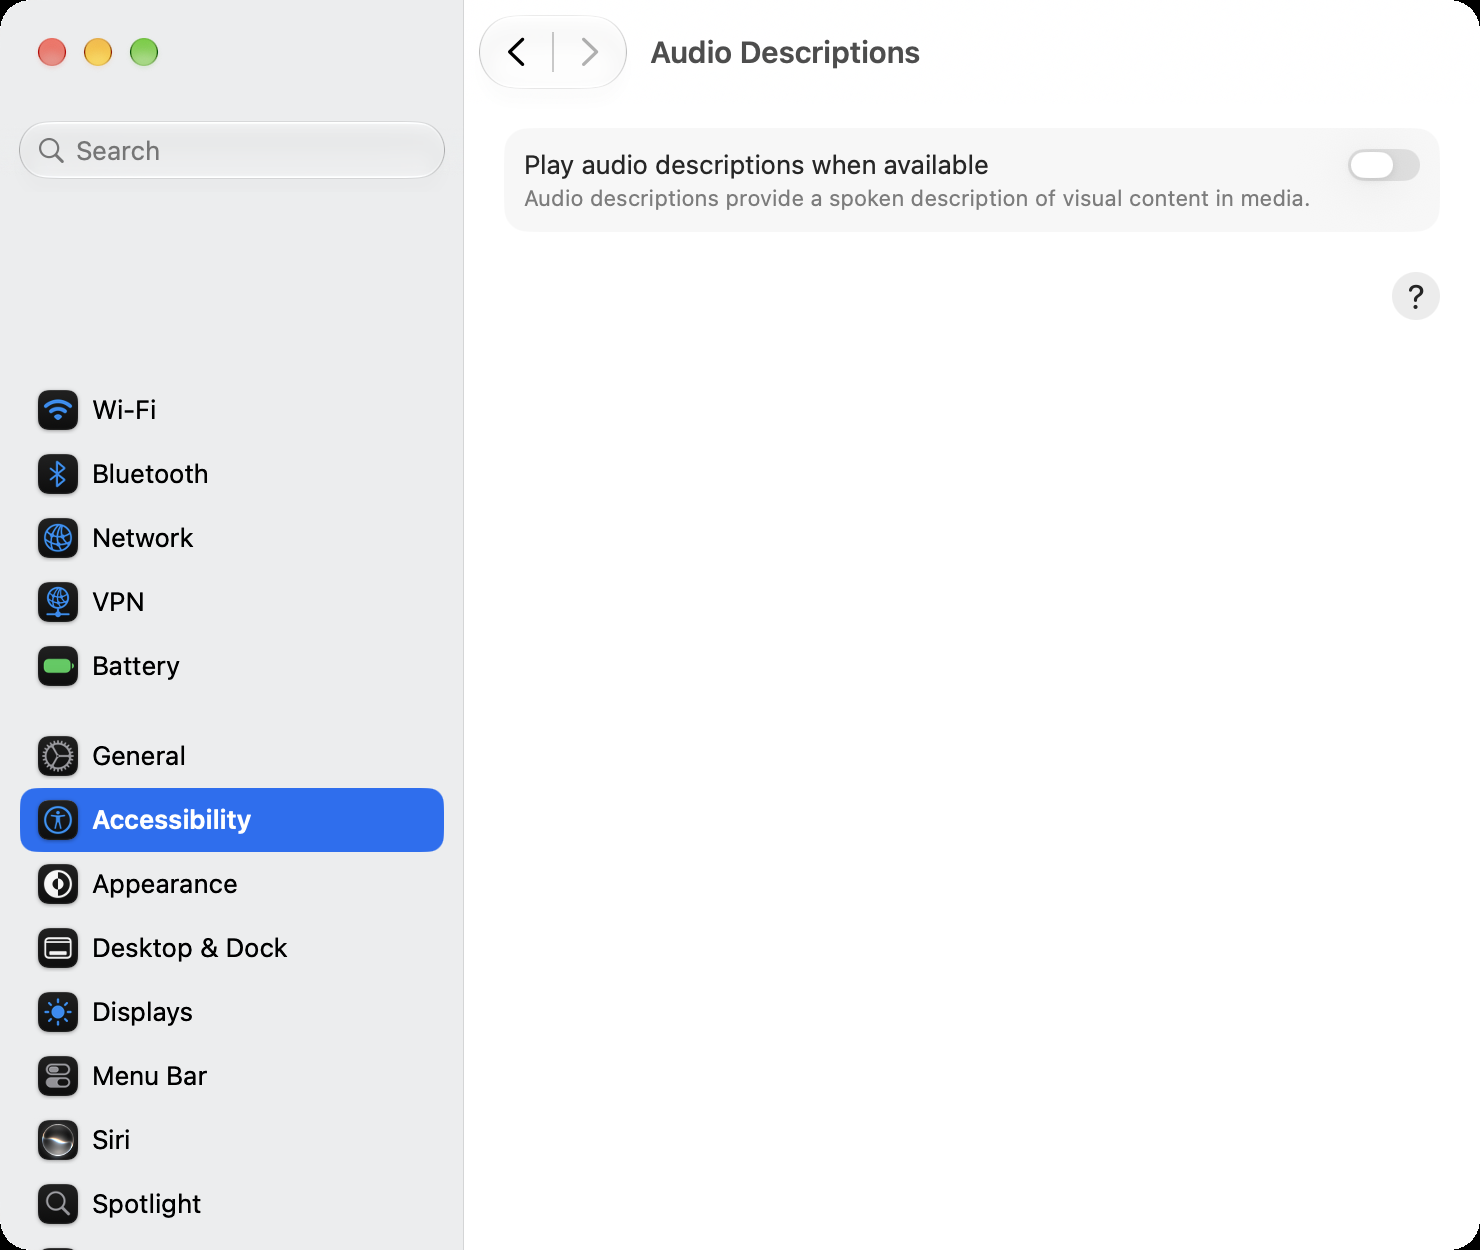 Audio Descriptions
Search
Play audio descriptions when available
Audio descriptions provide a spoken description of visual content in media.
?
Wi-Fi
Bluetooth
Network
VPN
Battery
General
Accessibility
Appearance
Desktop & Dock
Displays
Menu Bar
Siri
Spotlight